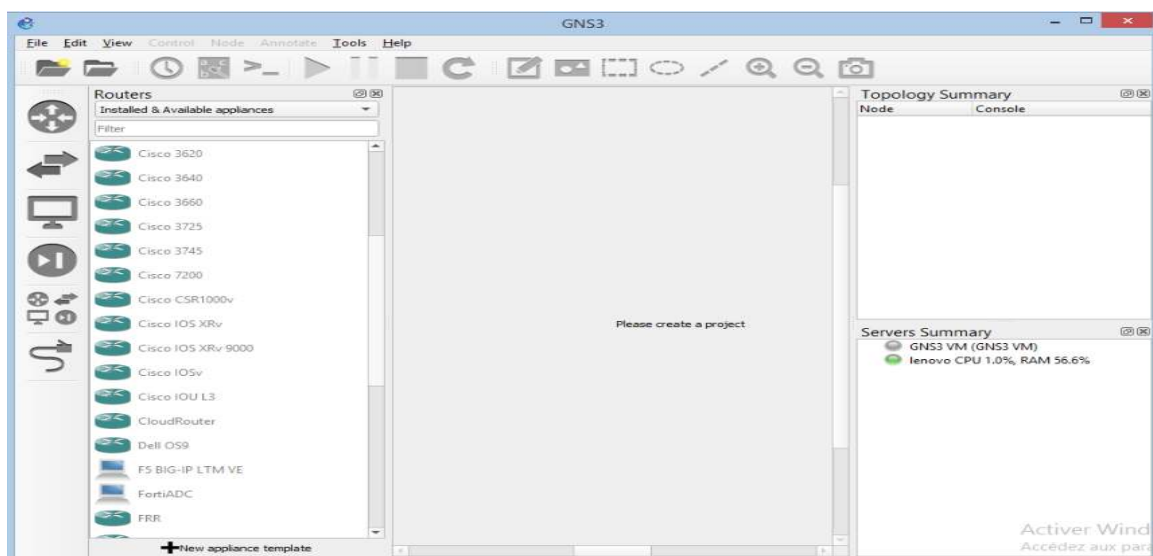 GNS3
File Edit View Control Node Annotate Tools Help
Routers
Installed & Available appliances
Filter
Cisco 3620
Cisco 3640
Cisco 3660
Cisco 3725
Cisco 3745
Cisco 7200
Cisco CSR1000v
Cisco IOS XRv
Cisco IOS XRv 9000
Cisco IOSv
Cisco IOU L3
CloudRouter
Dell OS9
F5 BIG-IP LTM VE
FortiADC
FRR
New appliance template
Please create a project
Topology Summary
Node Console
Servers Summary
GNS3 VM (GNS3 VM)
lenovo CPU 1.0%, RAM 56.6%
Activer Wind
Accédez aux para